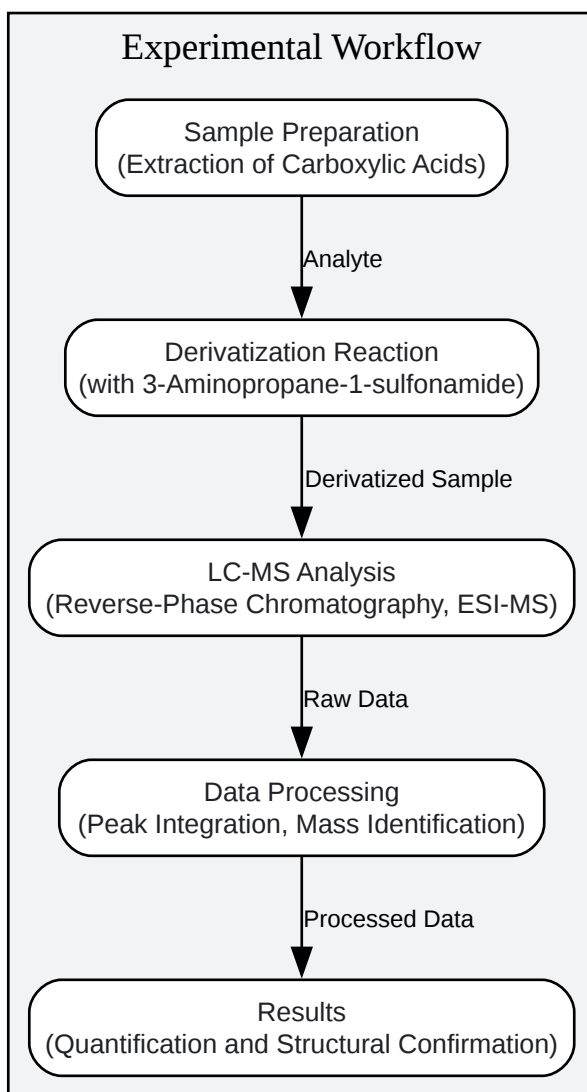 Experimental Workflow
Sample Preparation
(Extraction of Carboxylic Acids)
Analyte
Derivatization Reaction
(with 3-Aminopropane-1-sulfonamide)
Derivatized Sample
LC-MS Analysis
(Reverse-Phase Chromatography, ESI-MS)
Raw Data
Data Processing
(Peak Integration, Mass Identification)
Processed Data
Results
(Quantification and Structural Confirmation)